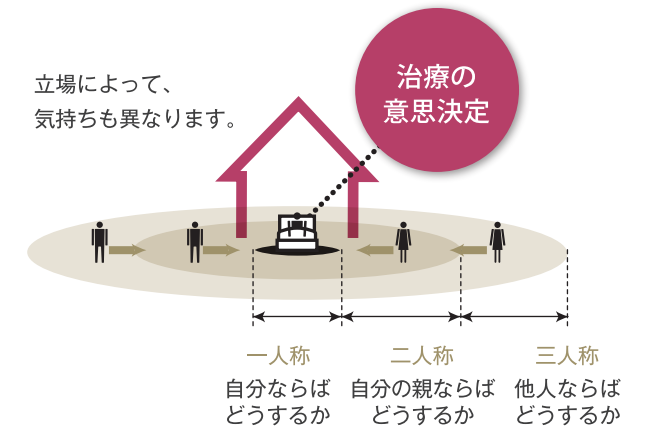 立場によって、
気持ちも異なります。
治療の
意思決定
一人称
自分ならば
どうするか
二人称
自分の親ならば
どうするか
三人称
他人ならば
どうするか